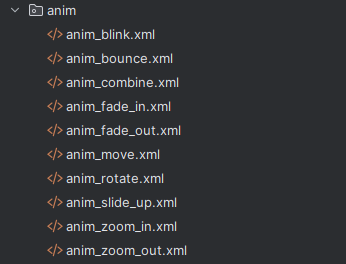 anim
anim_blink.xml
anim_bounce.xml
anim_combine.xml
anim_fade_in.xml
anim_fade_out.xml
anim_move.xml
anim_rotate.xml
anim_slide_up.xml
anim_zoom_in.xml
anim_zoom_out.xml